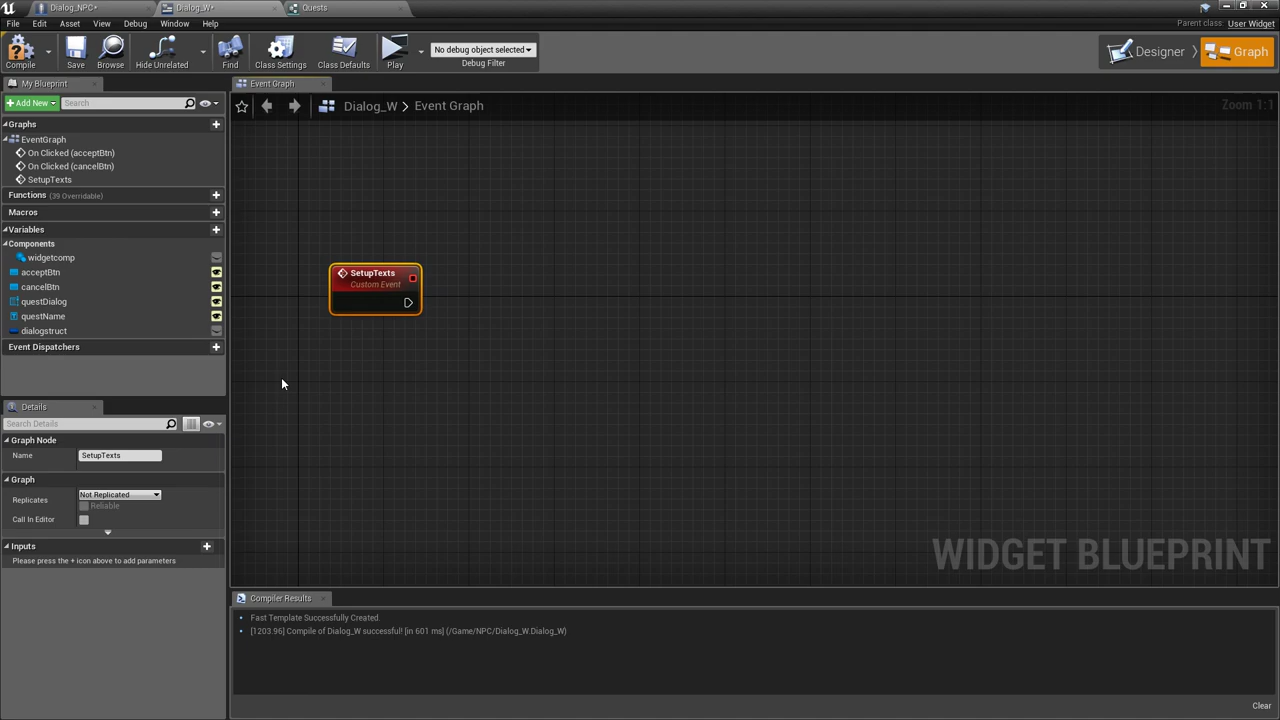 Dialog_NPC*
Dialog_W*
Quests
File
Edit
Asset
View
Debug
Window
Help
Parent class: User Widget
Compile
Save
Browse
Hide Unrelated
Find
Class Settings
Class Defaults
Play
No debug object selected
Debug Filter
Designer
Graph
My Blueprint
Event Graph
+Add New
Search
Dialog_W > Event Graph
Zoom 1:1
Graphs
EventGraph
On Clicked (acceptBtn)
On Clicked (cancelBtn)
SetupTexts
Functions (39 Overridable)
Macros
Variables
Components
widgetcomp
acceptBtn
cancelBtn
questDialog
questName
dialogstruct
Event Dispatchers
SetupTexts
Custom Event
Details
Search Details
Graph Node
Name SetupTexts
Graph
Replicates Not Replicated
Reliable
Call In Editor
Inputs
Please press the + icon above to add parameters
WIDGET BLUEPRINT
Compiler Results
Fast Template Successfully Created.
[1203.96] Compile of Dialog_W successful! [in 601 ms] (/Game/NPC/Dialog_W.Dialog_W)
Clear